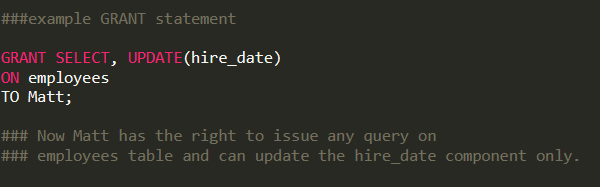 ###example GRANT statement
GRANT SELECT, UPDATE(hire_date)
ON employees
TO Matt;
### Now Matt has the right to issue any query on
### employees table and can update the hire_date component only.